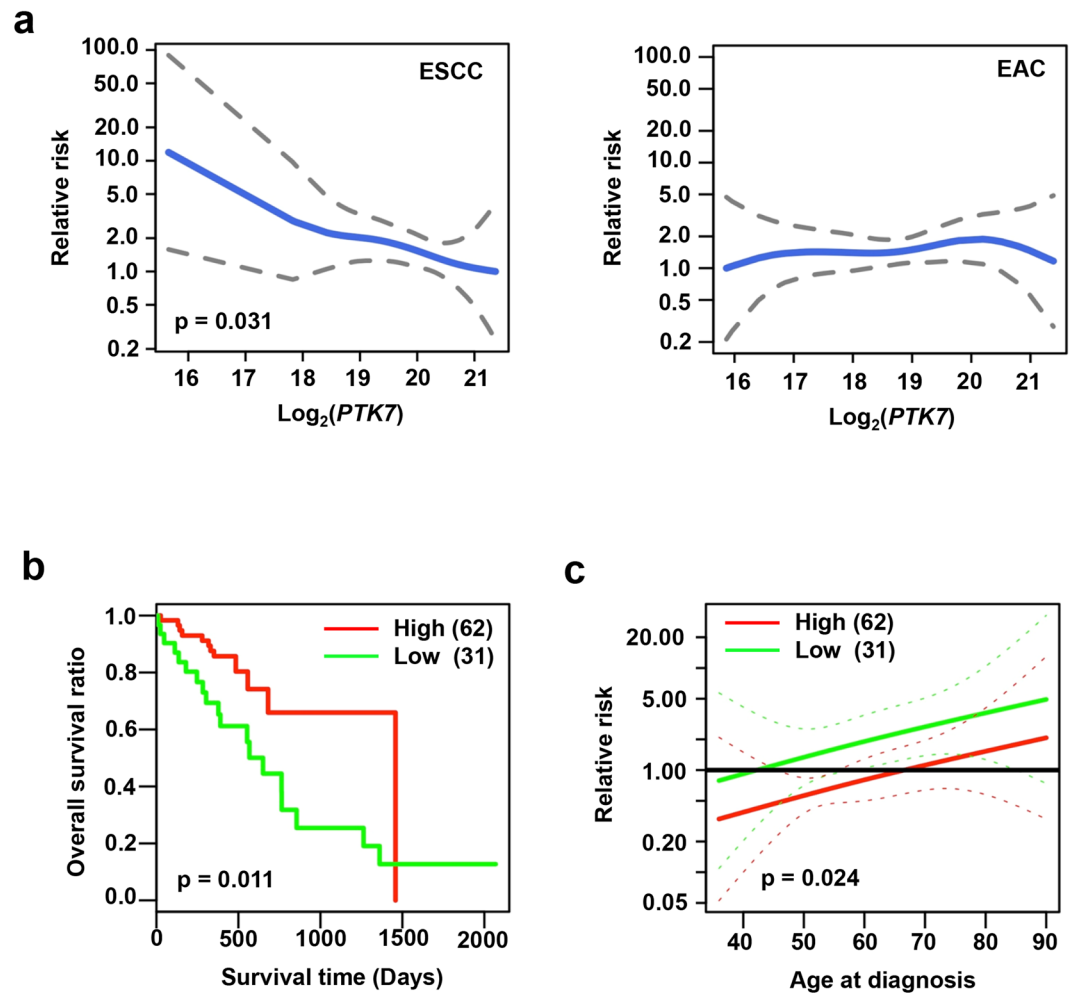 a
100.0
50.0
20.0
10.0
5.0
2.0
1.0
0.5
0.2
Relative risk
ESCC
p = 0.031
16 17 18 19 20 21
Log2(PTK7)
100.0
50.0
20.0
10.0
5.0
2.0
1.0
0.5
0.2
Relative risk
EAC
16 17 18 19 20 21
Log2(PTK7)
b
1.0
0.8
0.6
0.4
0.2
0.0
Overall survival ratio
High (62)
Low (31)
p = 0.011
0 500 1000 1500 2000
Survival time (Days)
c
20.00
5.00
1.00
0.20
0.05
Relative risk
High (62)
Low (31)
p = 0.024
40 50 60 70 80 90
Age at diagnosis